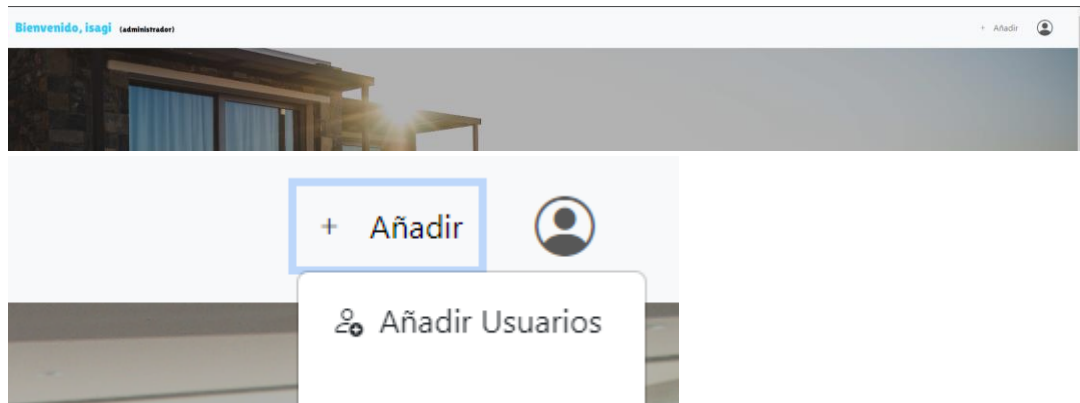 Bienvenido, isagi (administrador)
+ Añadir
+ Añadir
Añadir Usuarios